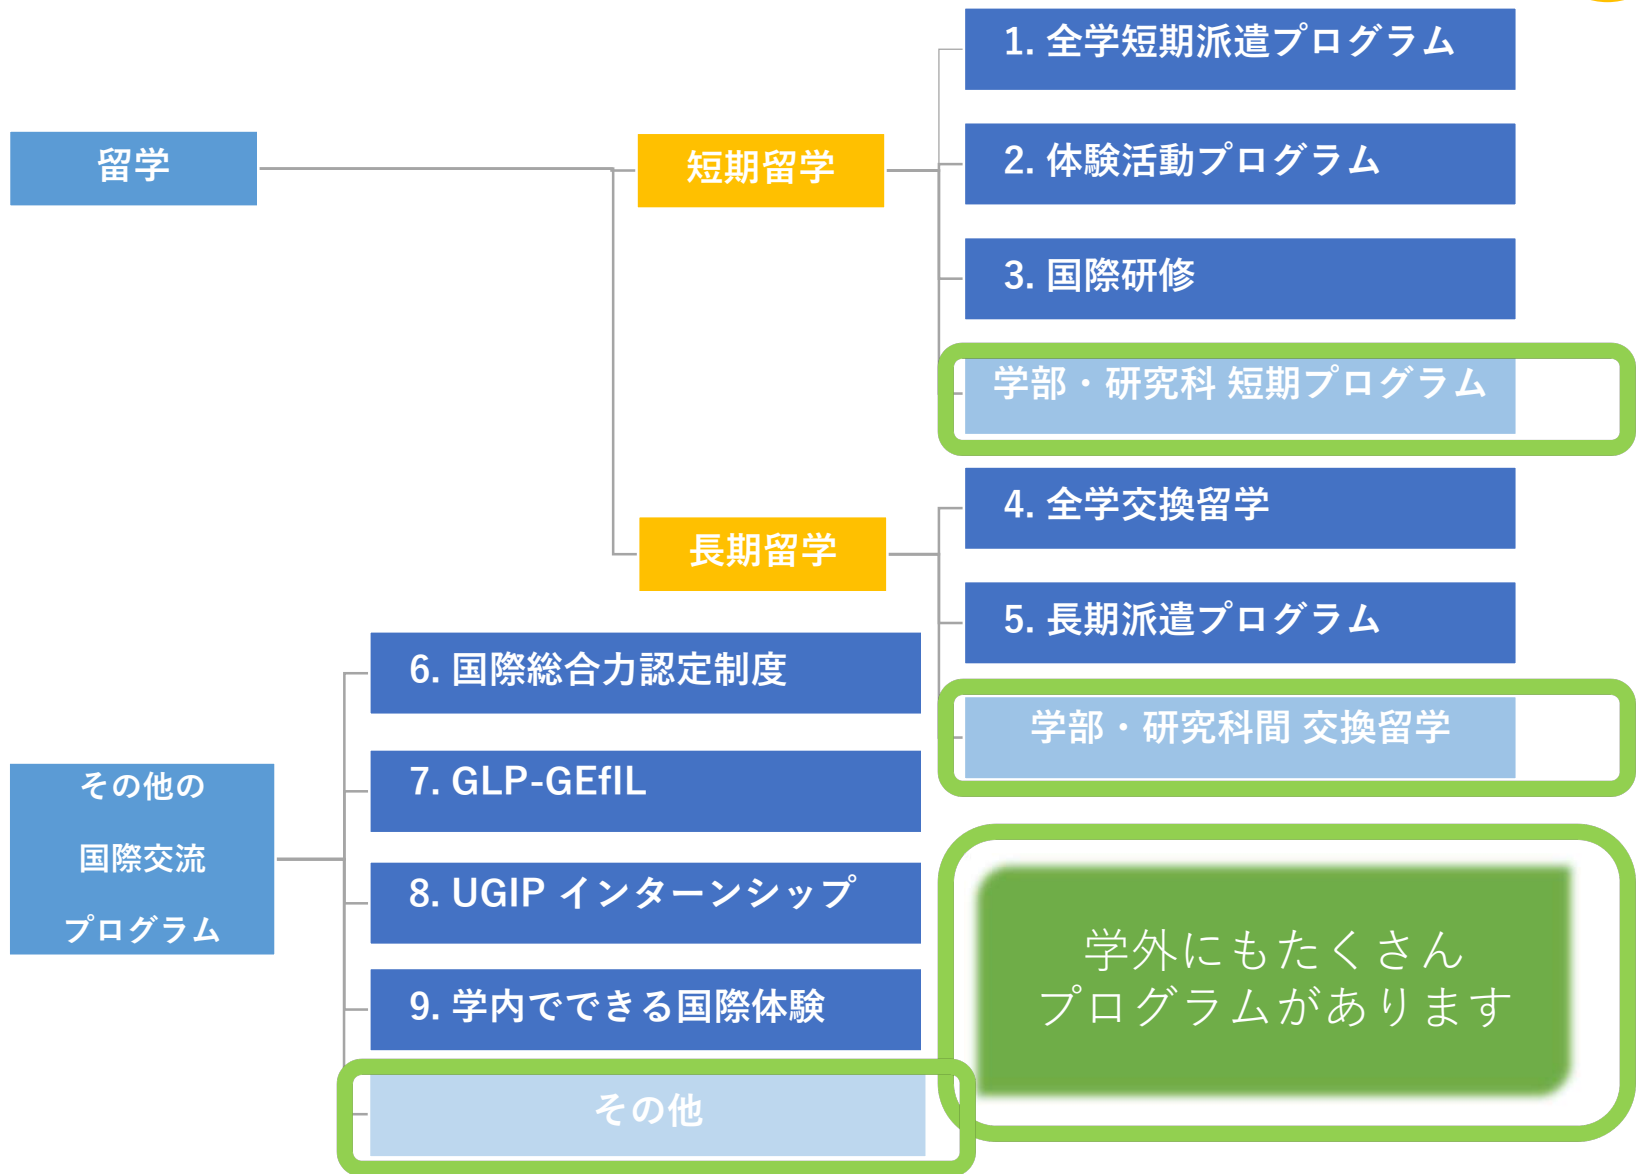 留学
短期留学
1. 全学短期派遣プログラム
2. 体験活動プログラム
3. 国際研修
学部・研究科 短期プログラム
長期留学
4. 全学交換留学
5. 長期派遣プログラム
学部・研究科間 交換留学
その他の
国際交流
プログラム
6. 国際総合力認定制度
7. GLP-GEfIL
8. UGIP インターンシップ
9. 学内でできる国際体験
その他
学外にもたくさん
プログラムがあります